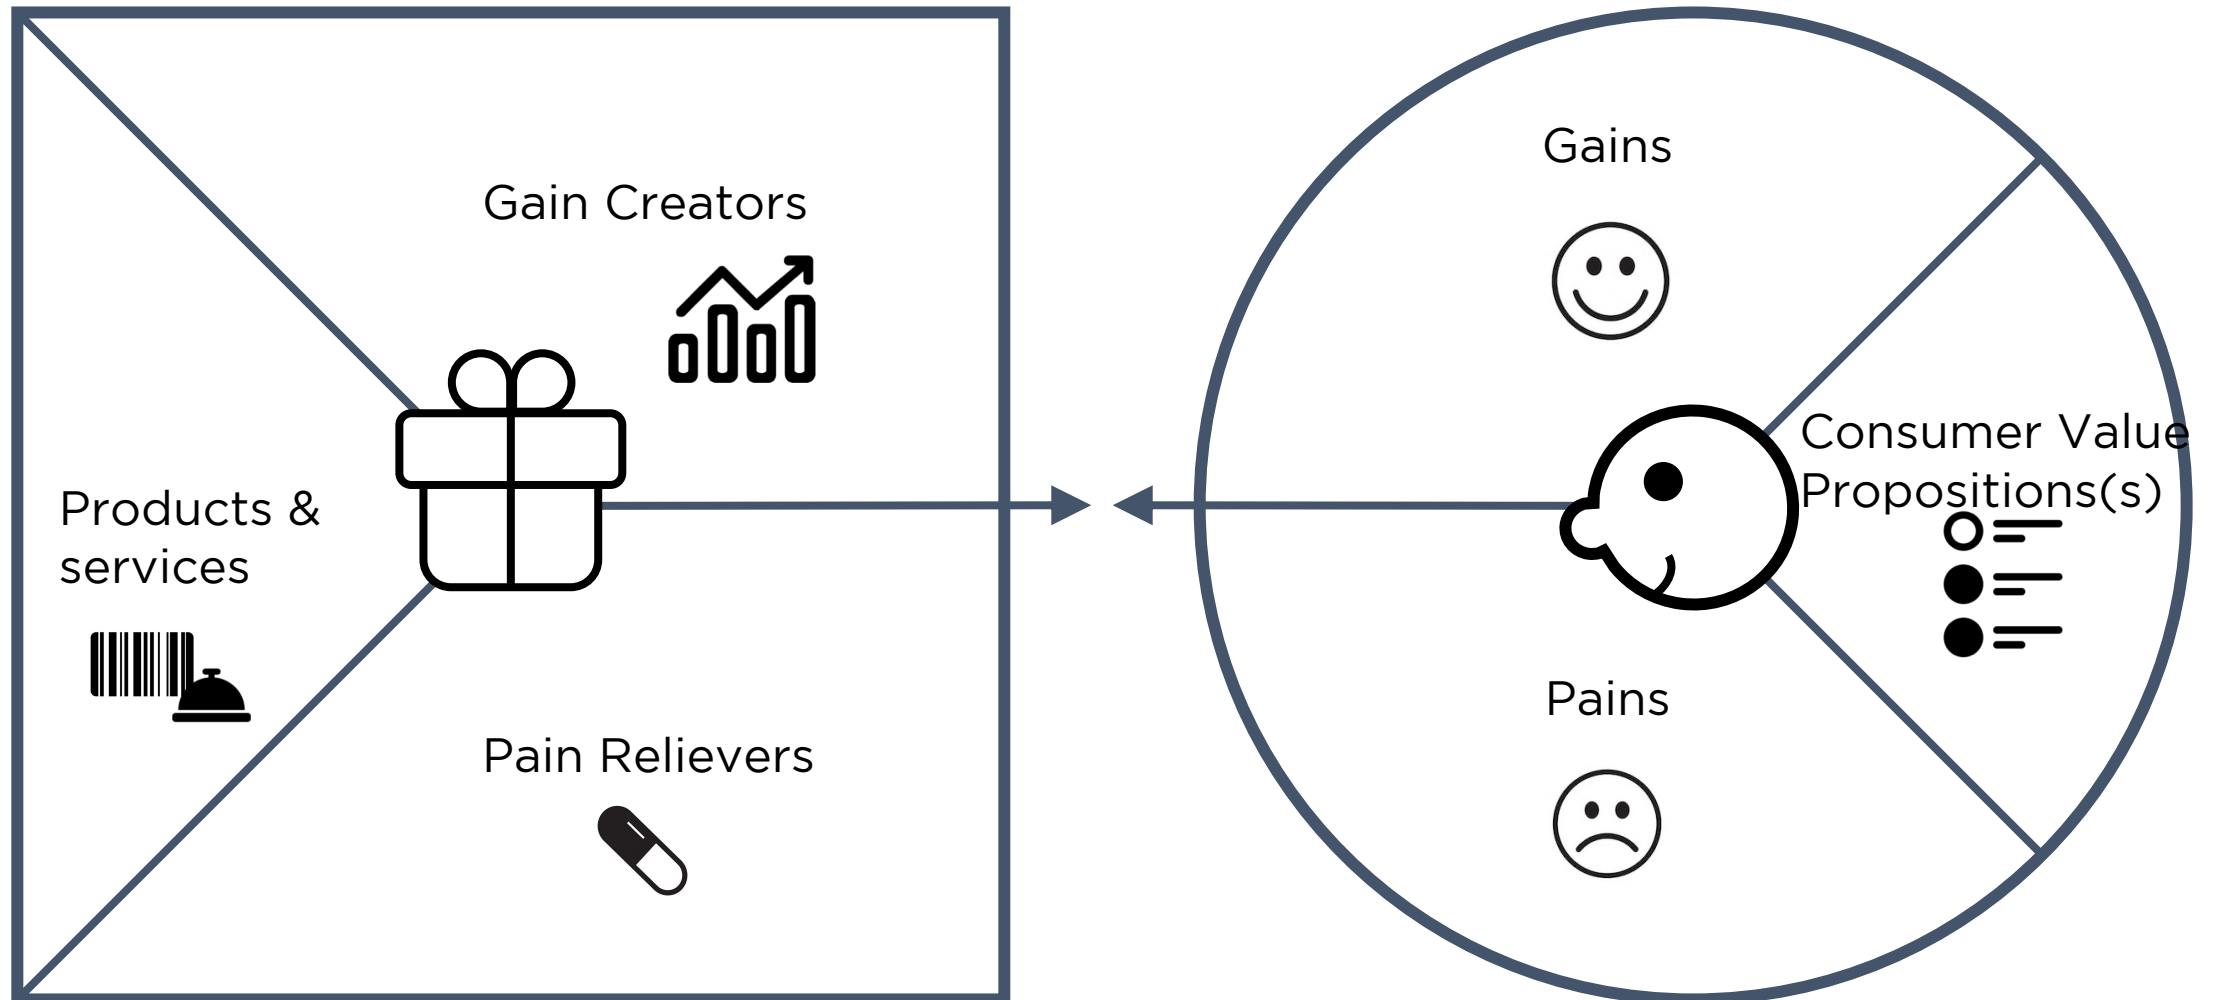 Gain Creators
Products &
services
Pain Relievers
Gains
Consumer Value
Propositions(s)
Pains